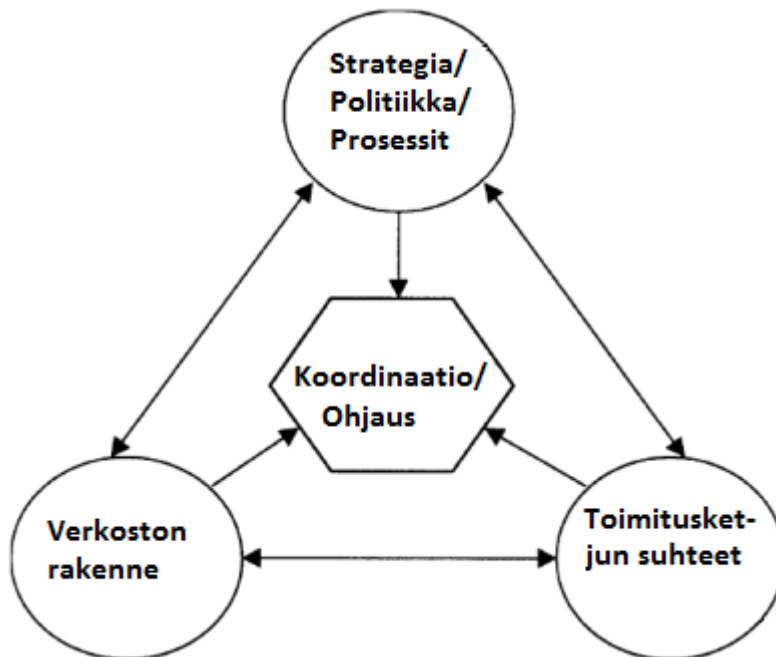 Strategia/
Politiikka/
Prosessit
Koordinaatio/
Ohjaus
Verkoston
rakenne
Toimitusket-
jun suhteet